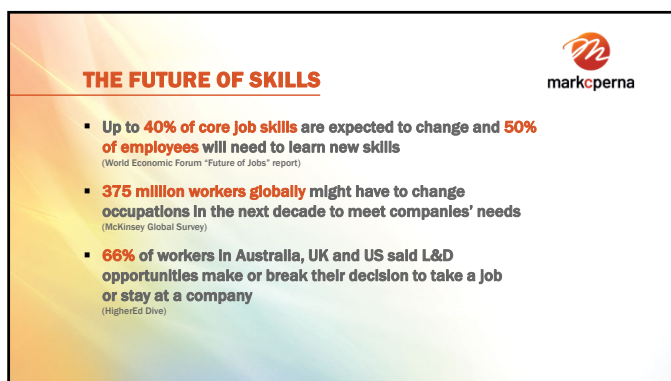 markcperna
THE FUTURE OF SKILLS
▪ Up to 40% of core job skills are expected to change and 50%
of employees will need to learn new skills
(World Economic Forum “Future of Jobs” report)
▪ 375 million workers globally might have to change
occupations in the next decade to meet companies’ needs
(McKinsey Global Survey)
▪ 66% of workers in Australia, UK and US said L&D
opportunities make or break their decision to take a job
or stay at a company
(HigherEd Dive)